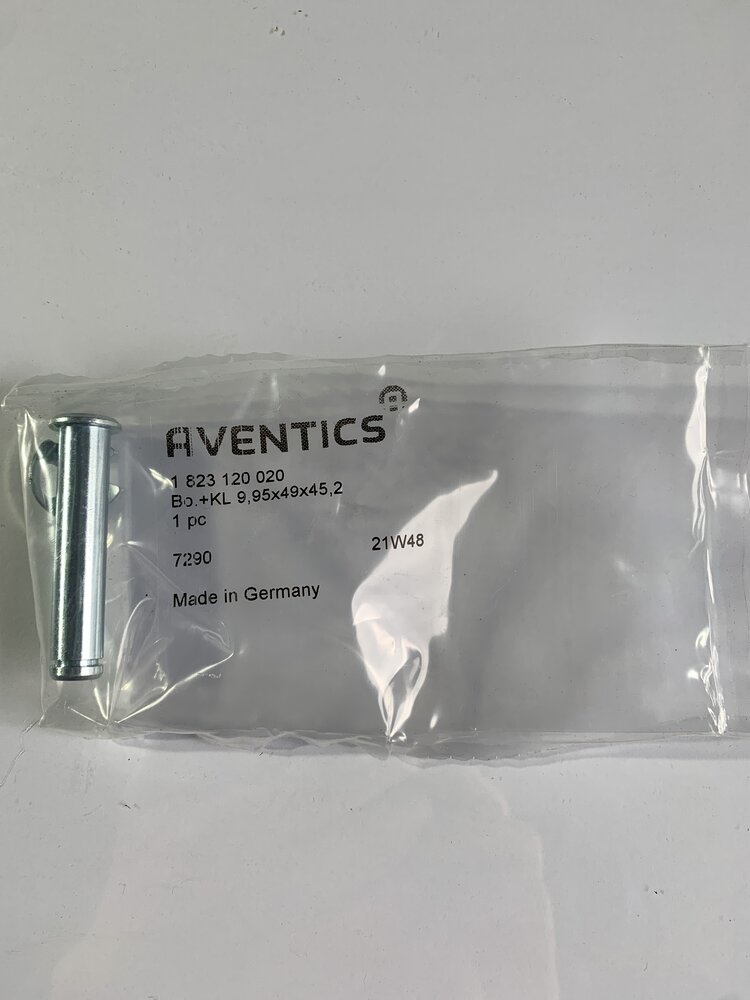 AVENTICS
1 823 120 020
Bo.+KL 9,95x49x45,2
1 pc
7290 21W48
Made in Germany